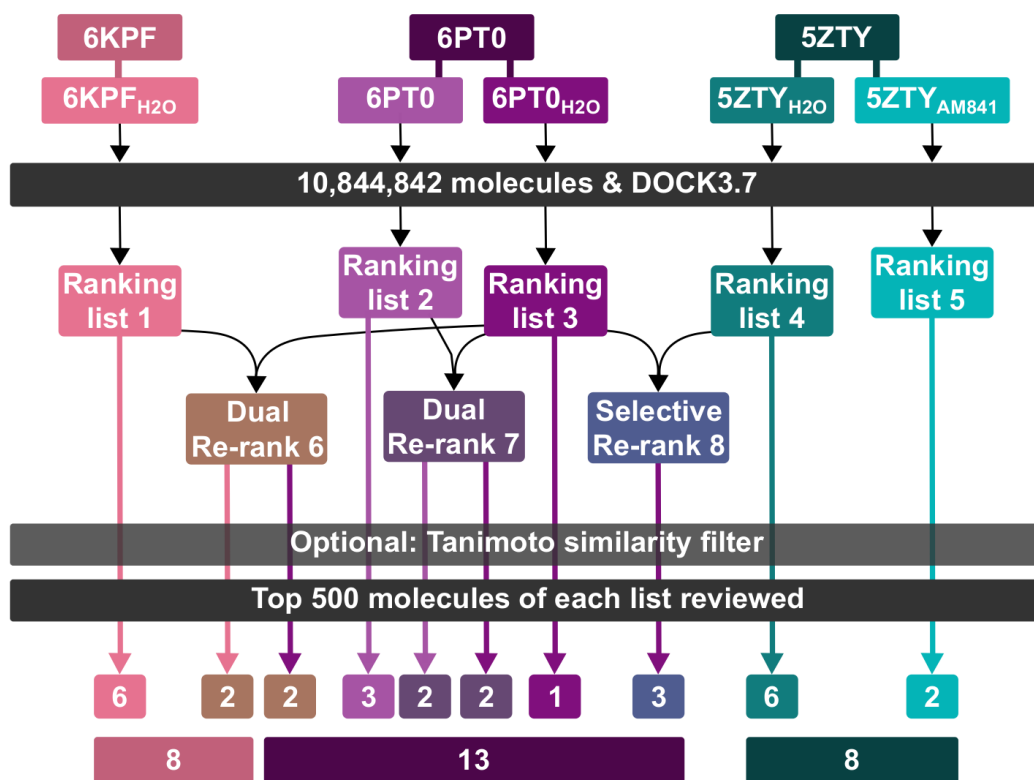 6KPF
6PT0
5ZTY
6KPFH2O
6PT0
6PT0H2O
5ZTYH2O
5ZTYAM841
10,844,842 molecules & DOCK3.7
Ranking
list 1
Ranking
list 2
Ranking
list 3
Ranking
list 4
Ranking
list 5
Dual
Re-rank 6
Dual
Re-rank 7
Selective
Re-rank 8
Optional: Tanimoto similarity filter
Top 500 molecules of each list reviewed
6
2
2
3
2
2
1
3
6
2
8
13
8